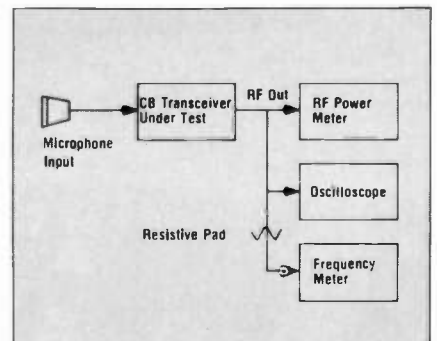 CB Transceiver
Under Test
RF Out
RF Power
Meter
Microphone
Input
Oscilloscope
Resistive Pad
Frequency
Meter